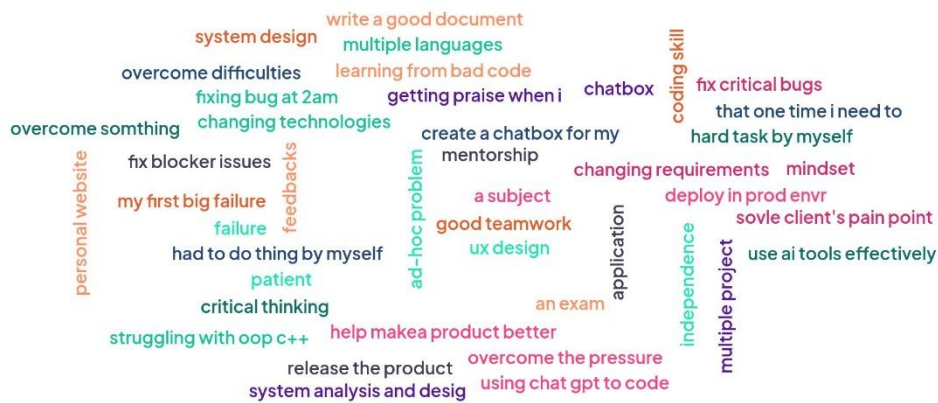 write a good document
system design
multiple languages
coding skill
overcome difficulties
learning from bad code
fixing bug at 2am
getting praise when i
chatbox
fix critical bugs
that one time i need to
overcome somthing
changing technologies
create a chatbox for my
hard task by myself
personal website
fix blocker issues
feedbacks
ad-hoc problem
mentorship
changing requirements
mindset
my first big failure
a subject
deploy in prod envr
failure
good teamwork
application
sovle client's pain point
had to do thing by myself
ux design
independence
multiple project
use ai tools effectively
patient
critical thinking
an exam
struggling with oop c++
help makea product better
release the product
overcome the pressure
system analysis and desig
using chat gpt to code